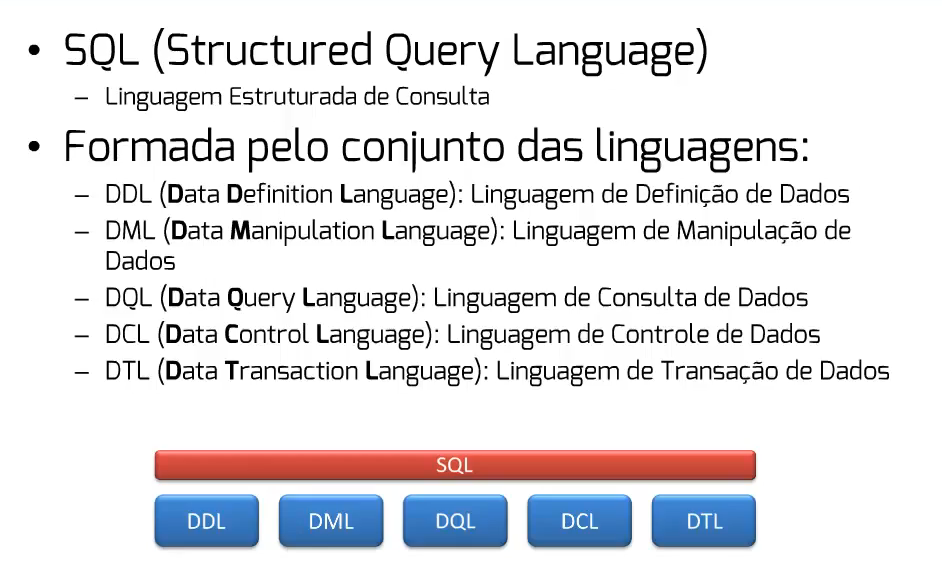 • SQL (Structured Query Language)
– Linguagem Estruturada de Consulta
• Formada pelo conjunto das linguagens:
– DDL (Data Definition Language): Linguagem de Definição de Dados
– DML (Data Manipulation Language): Linguagem de Manipulação de
Dados
– DQL (Data Query Language): Linguagem de Consulta de Dados
– DCL (Data Control Language): Linguagem de Controle de Dados
– DTL (Data Transaction Language): Linguagem de Transação de Dados
SQL
DDL DML DQL DCL DTL